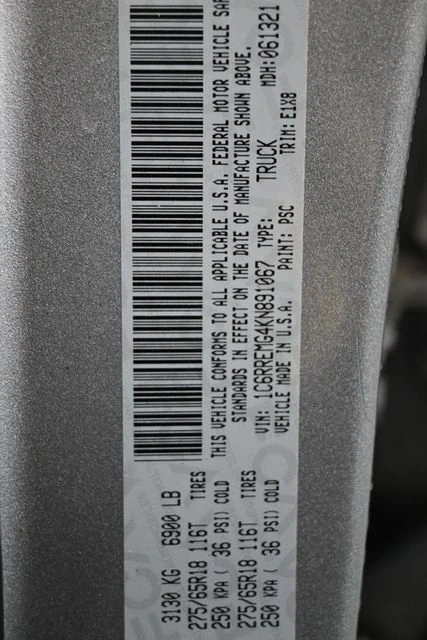 3130 KG 6900 LB
275/65R18 116T TIRES
250 KPA ( 36 PSI) COLD
275/65R18 116T TIRES
250 KPA ( 36 PSI) COLD
THIS VEHICLE CONFORMS TO ALL APPLICABLE U.S.A. FEDERAL MOTOR VEHICLE SAF
STANDARDS IN EFFECT ON THE DATE OF MANUFACTURE SHOWN ABOVE.
VIN: 1C6RREMG4KN891067 TYPE: TRUCK MDH:061321
VEHICLE MADE IN U.S.A. PAINT: PSC TRIM: E1X8